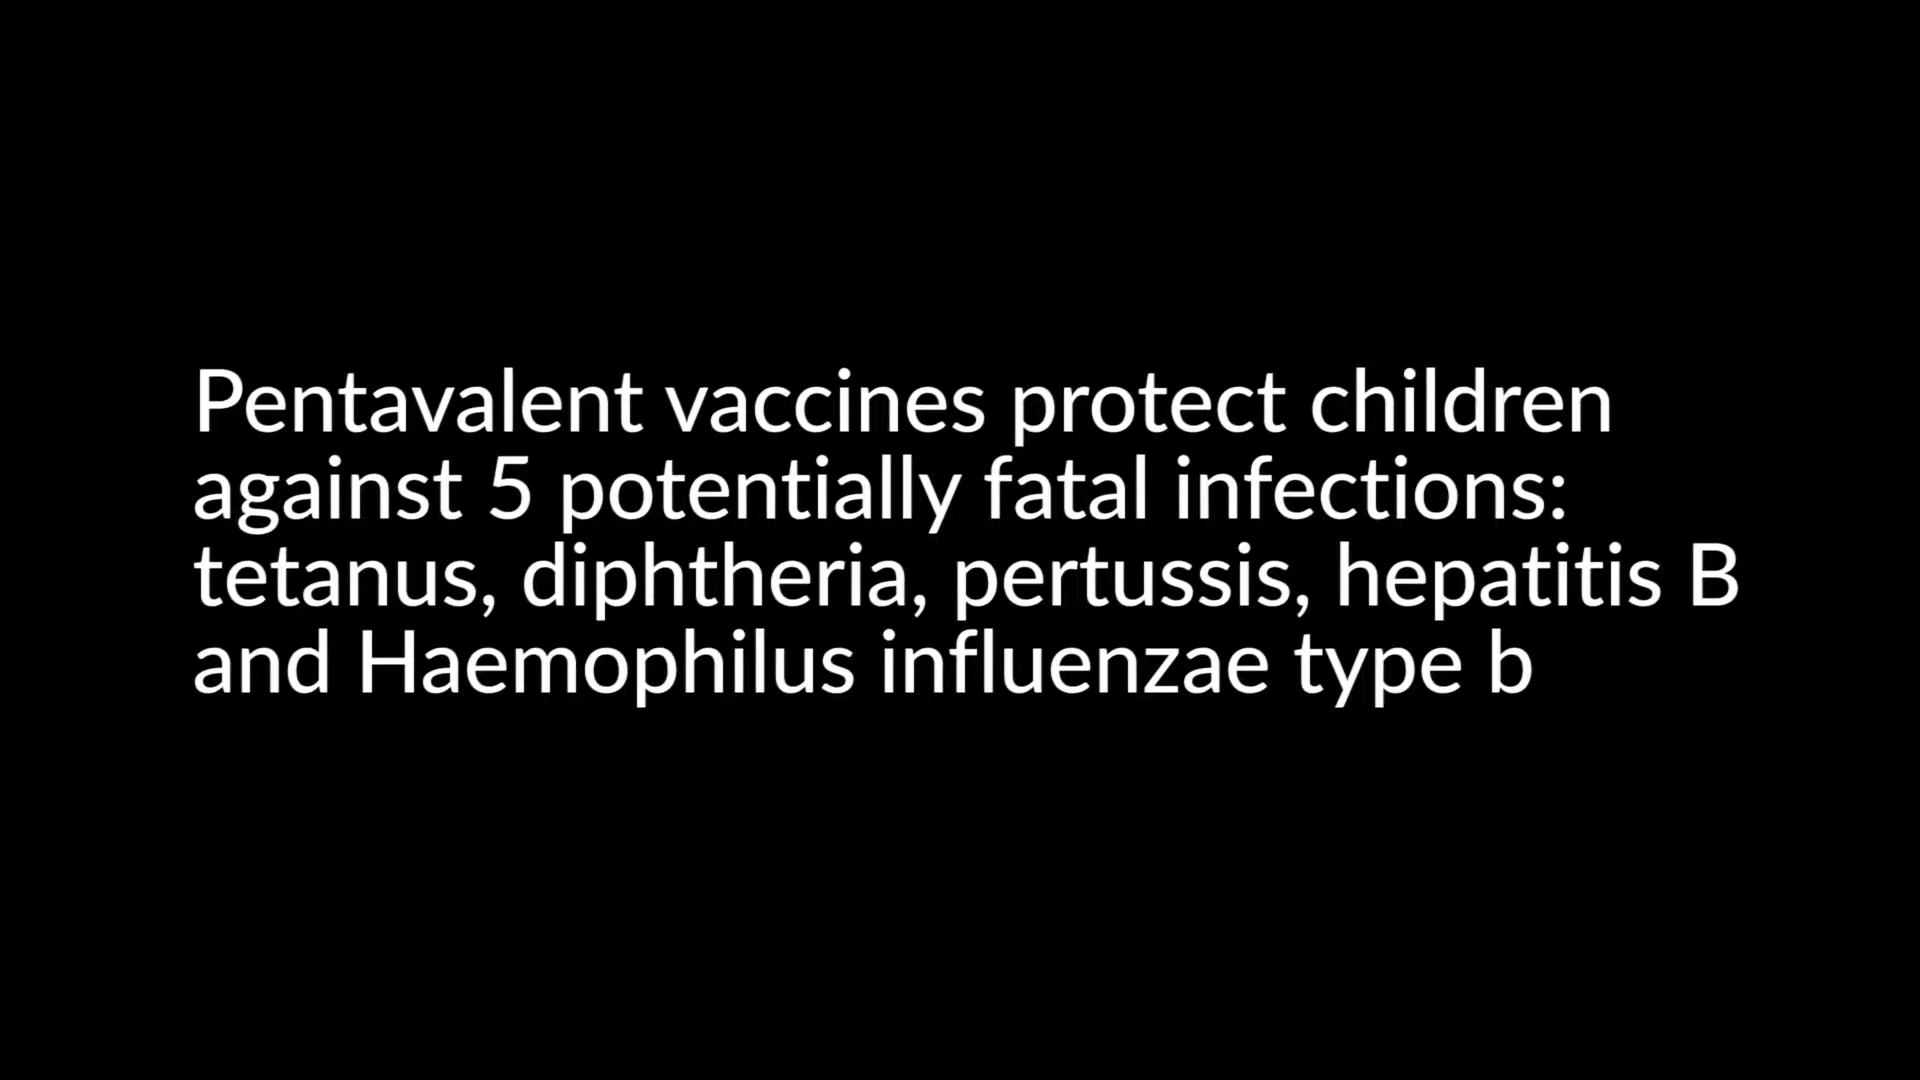 Pentavalent vaccines protect children
against 5 potentially fatal infections:
tetanus, diphtheria, pertussis, hepatitis B
and Haemophilus influenzae type b